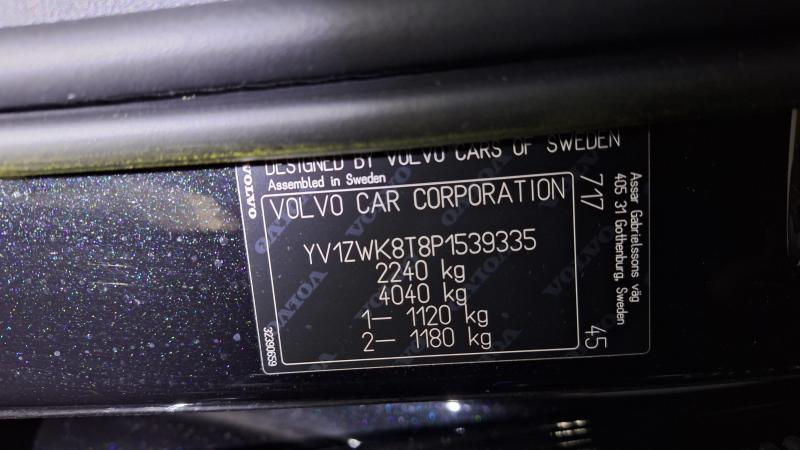 DESIGNED BY VOLVO CARS OF SWEDEN
Assembled in Sweden
VOLVO CAR CORPORATION
YV1ZWK8T8P1539335
2240 kg
4040 kg
1– 1120 kg
2– 1180 kg
717
45
Assar Gabrielssons väg
405 31 Gothenburg, Sweden
32390659
VOLVO